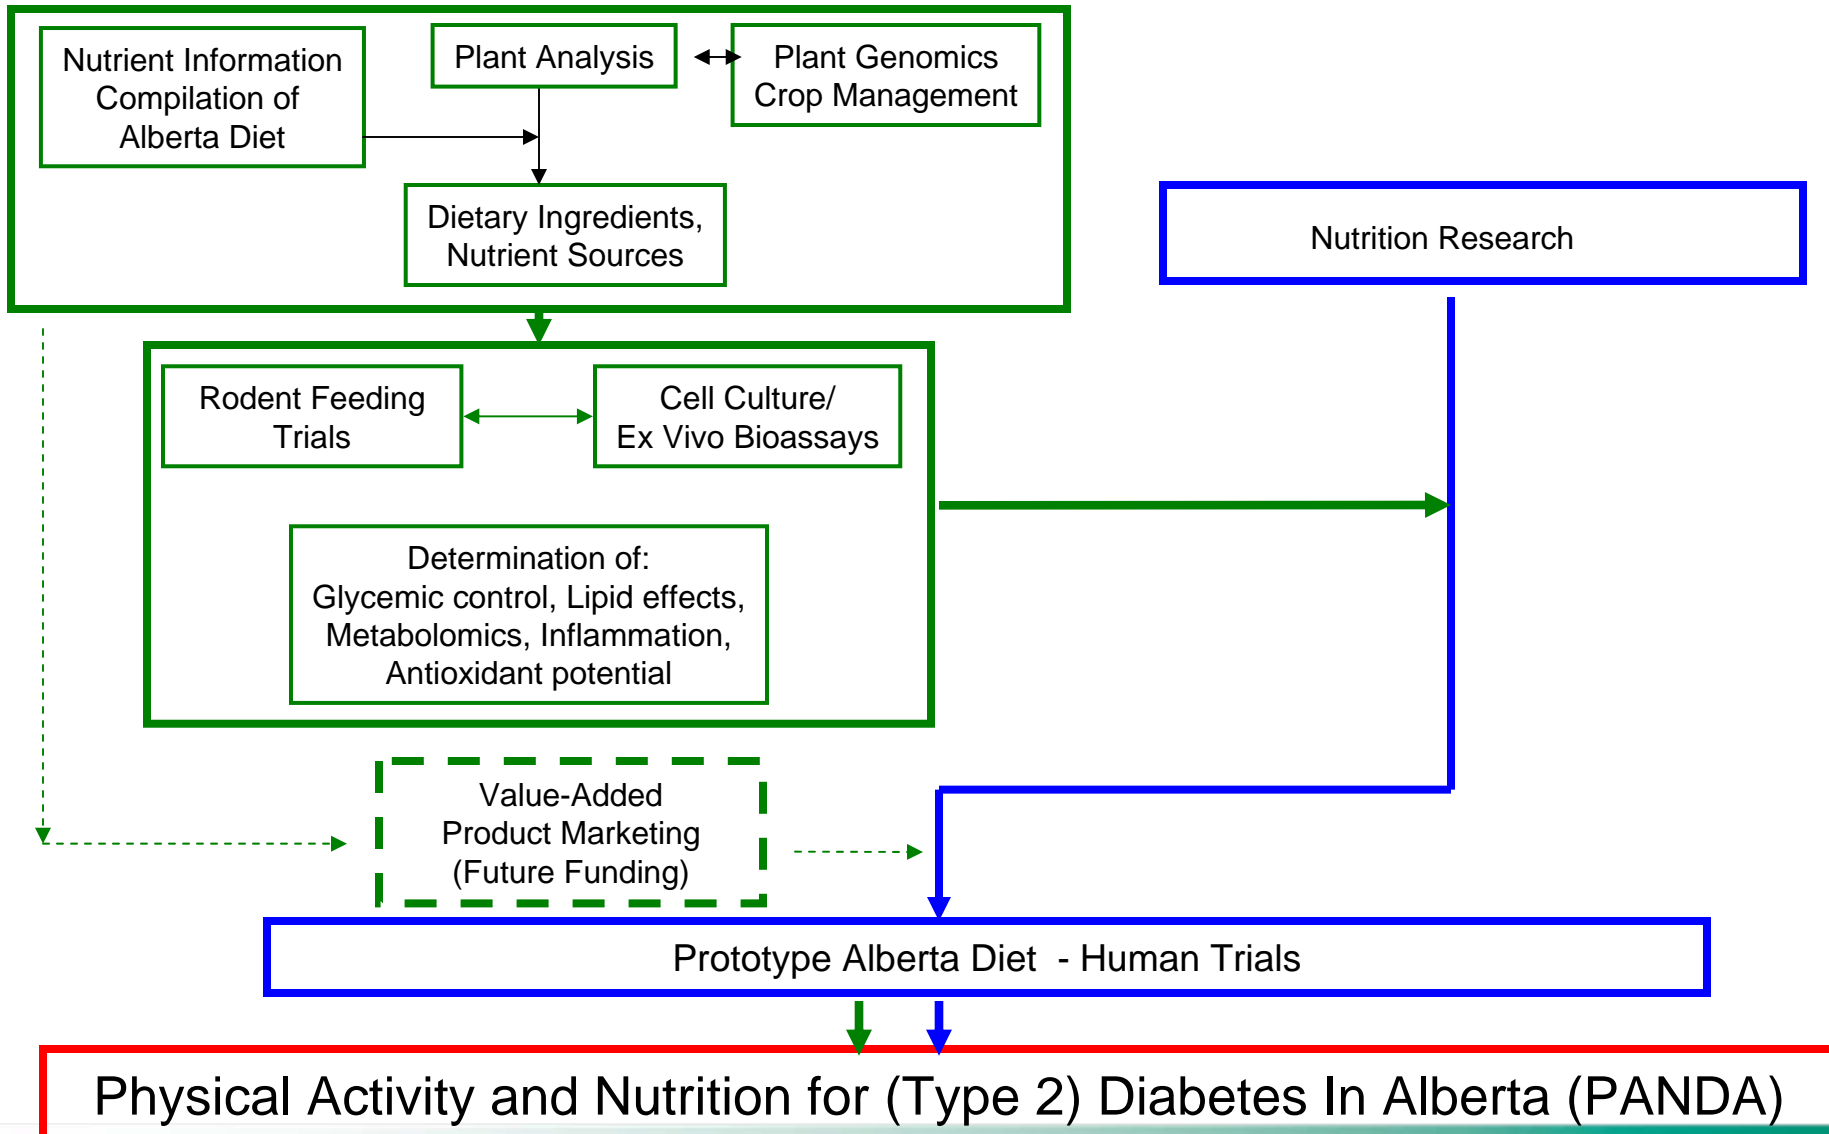 Nutrient Information
Compilation of
Alberta Diet
Plant Analysis
Plant Genomics
Crop Management
Dietary Ingredients,
Nutrient Sources
Nutrition Research
Rodent Feeding
Trials
Cell Culture/
Ex Vivo Bioassays
Determination of:
Glycemic control, Lipid effects,
Metabolomics, Inflammation,
Antioxidant potential
Value-Added
Product Marketing
(Future Funding)
Prototype Alberta Diet - Human Trials
Physical Activity and Nutrition for (Type 2) Diabetes In Alberta (PANDA)